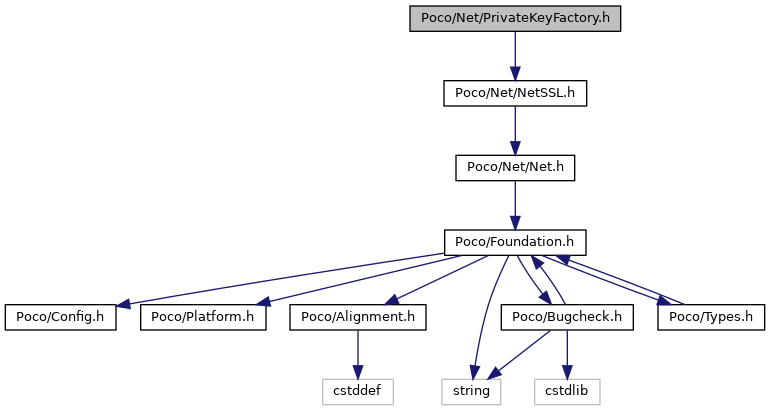 Poco/Net/PrivateKeyFactory.h
Poco/Net/NetSSL.h
Poco/Net/Net.h
Poco/Foundation.h
Poco/Config.h
Poco/Platform.h
Poco/Alignment.h
Poco/Bugcheck.h
Poco/Types.h
cstddef
string
cstdlib